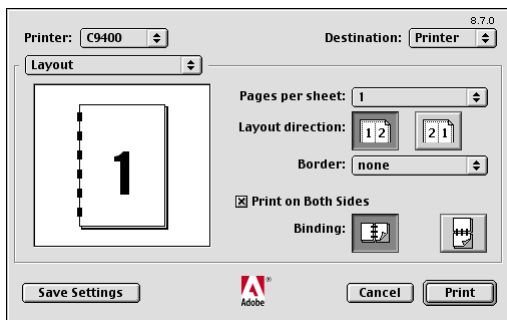 8.7.0
Printer: C9400 Destination: Printer
Layout
Pages per sheet: 1
Layout direction: 1 2 2 1
1
Border: none
Print on Both Sides
Binding:
Save Settings Adobe® Cancel Print